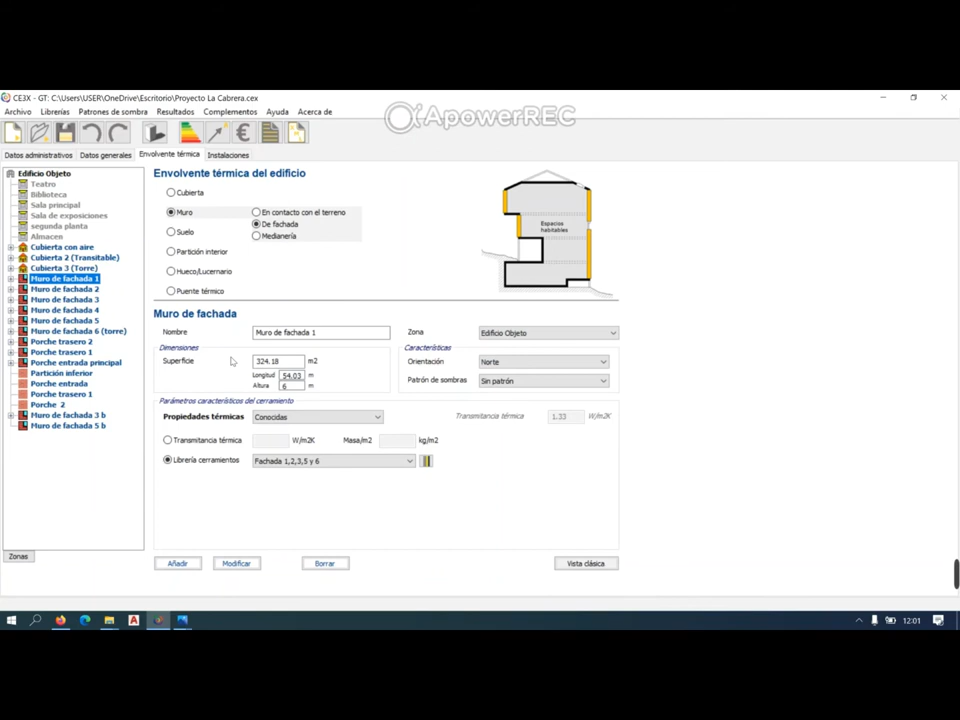 CE3X - GT: C:\Users\USER\OneDrive\Escritorio\Proyecto La Cabrera.cex
ApowerREC
Archivo Librerías Patrones de sombra Resultados Complementos Ayuda Acerca de
Datos administrativos Datos generales Envolvente térmica Instalaciones
Edificio Objeto
Teatro
Biblioteca
Sala principal
Sala de exposiciones
segunda planta
Almacen
Cubierta con aire
Cubierta 2 (Transitable)
Cubierta 3 (Torre)
Muro de fachada 1
Muro de fachada 2
Muro de fachada 3
Muro de fachada 4
Muro de fachada 5
Muro de fachada 6 (torre)
Porche trasero 2
Porche trasero 1
Porche entrada principal
Partición inferior
Porche entrada
Porche trasero 1
Porche 2
Muro de fachada 3 b
Muro de fachada 5 b
Zonas
Envolvente térmica del edificio
Cubierta
Muro En contacto con el terreno
De fachada
Suelo Medianería
Partición interior
Hueco/Lucernario
Puente térmico
Espacios habitables
Muro de fachada
Nombre Muro de fachada 1 Zona Edificio Objeto
Dimensiones Características
Superficie 324.18 m2 Orientación Norte
Longitud 54.03 m
Altura 6 m Patrón de sombras Sin patrón
Parámetros característicos del cerramiento
Propiedades térmicas Conocidas Transmitancia térmica 1.33 W/m2K
Transmitancia térmica W/m2K Masa/m2 kg/m2
Librería cerramientos Fachada 1,2,3,5 y 6
Añadir Modificar Borrar Vista clásica
12:01